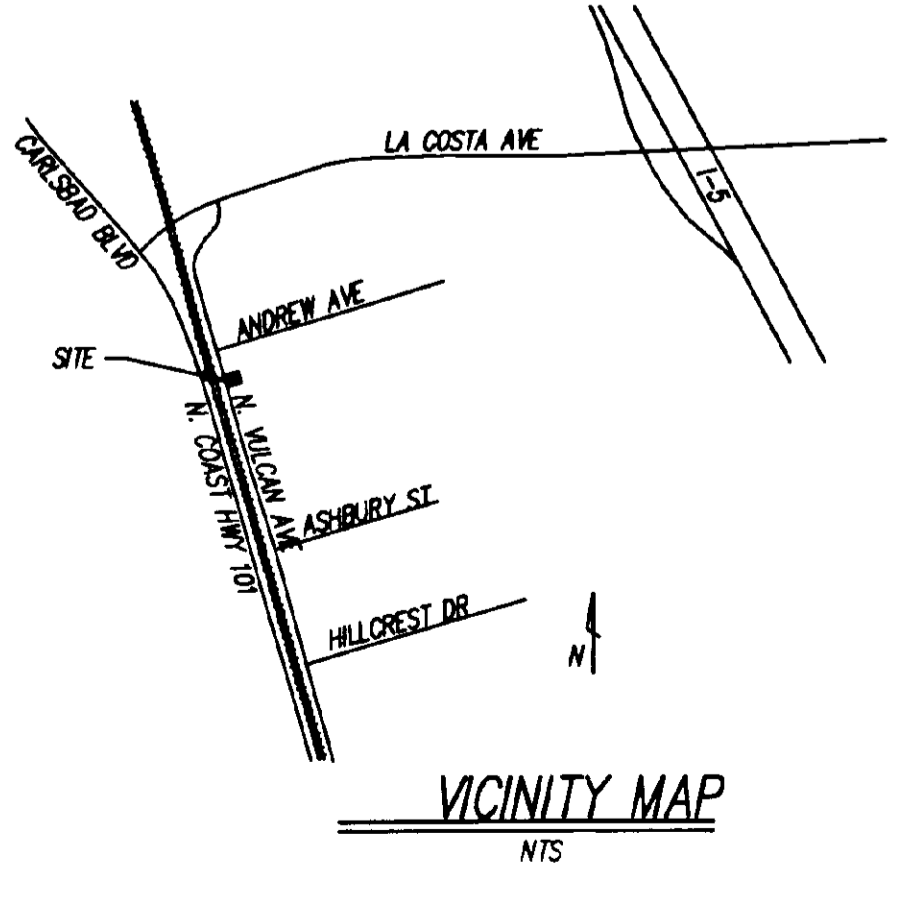 LA COSTA AVE
CARLSBAD BLVD
I-5
ANDREW AVE
SITE
N. COAST HWY 101
N. VULCAN AVE
ASHBURY ST.
HILLCREST DR
N
VICINITY MAP
NTS